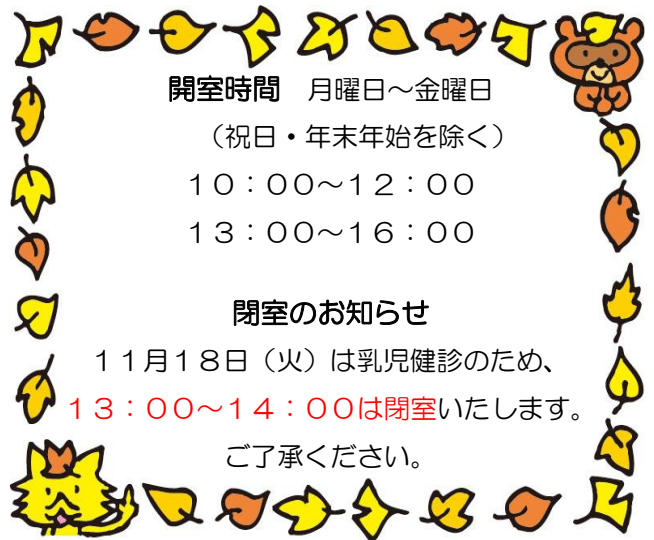 開室時間　月曜日～金曜日
（祝日・年末年始を除く）
１０：００～１２：００
１３：００～１６：００
閉室のお知らせ
１１月１８日（火）は乳児健診のため、
１３：００～１４：００は閉室いたします。
ご了承ください。